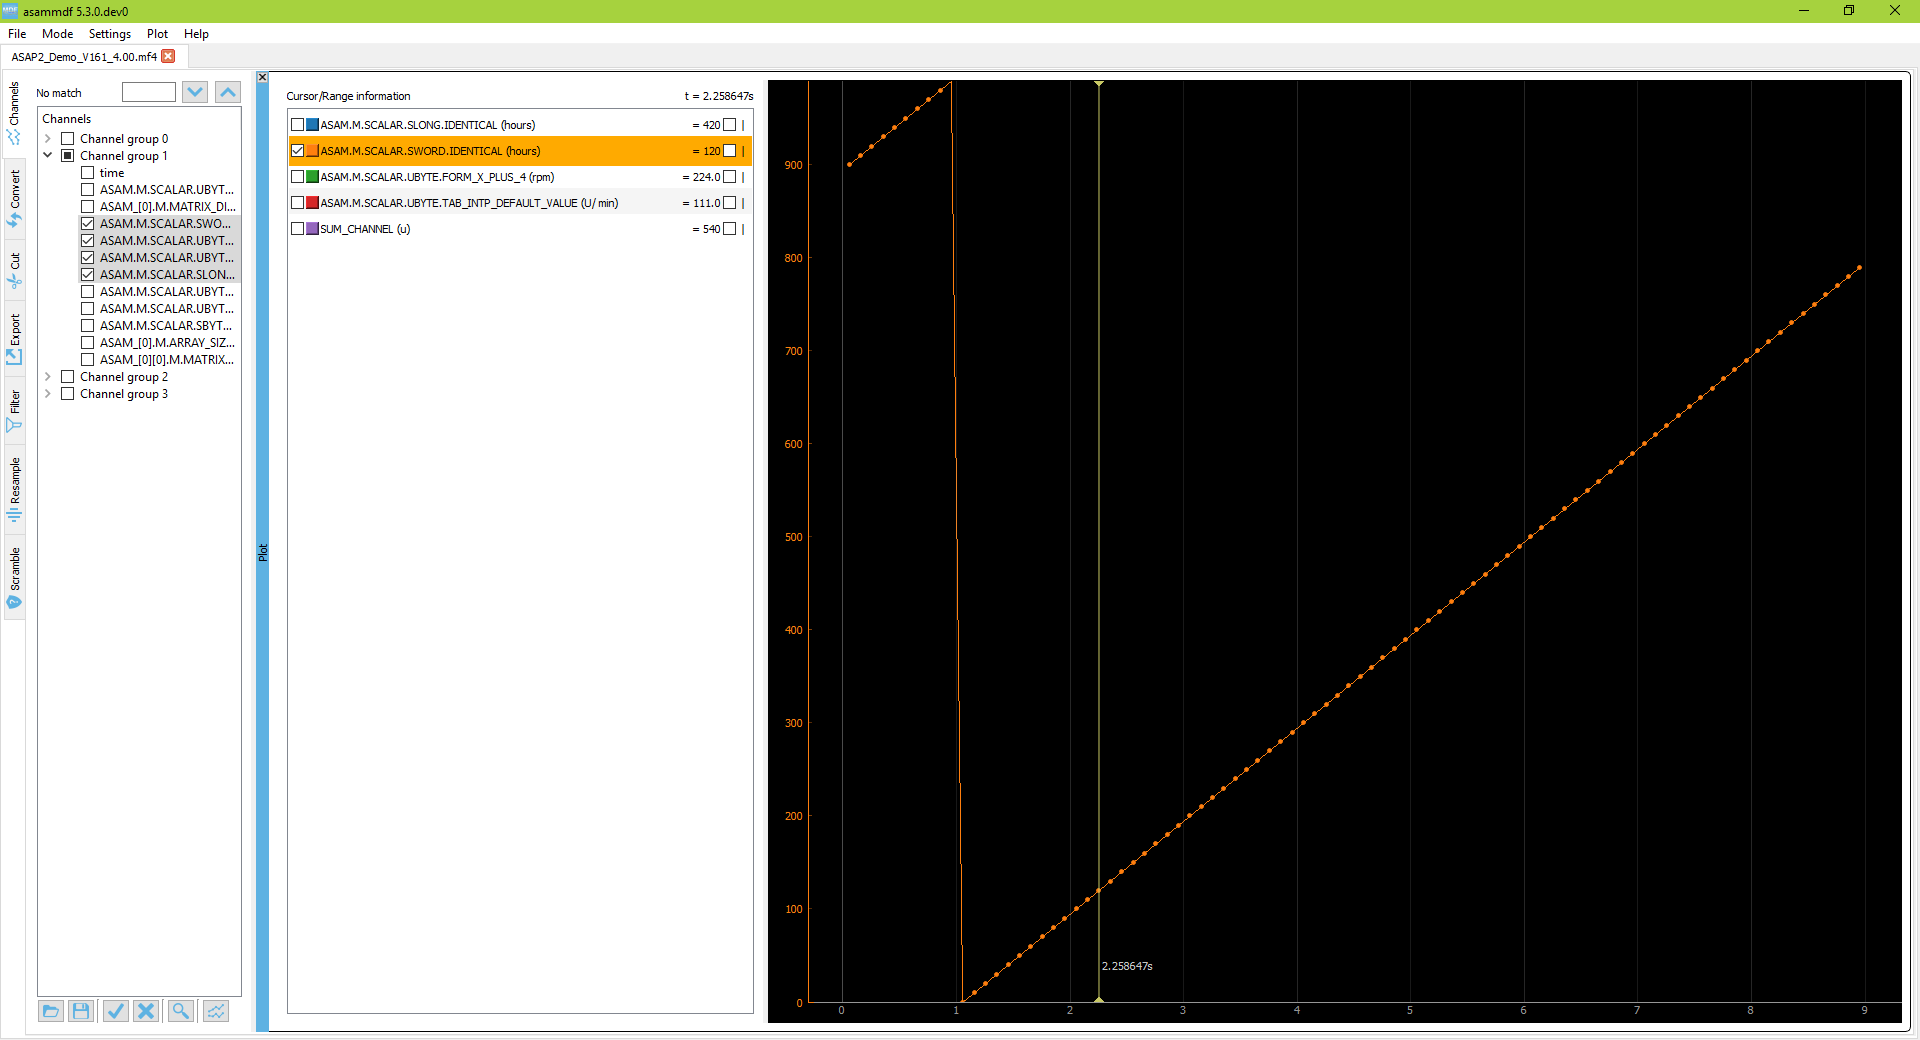 asammdf 5.3.0.dev0
File Mode Settings Plot Help
ASAP2_Demo_V161_4.00.mf4
Channels
Convert
Cut
Export
Filter
Resample
Scramble
No match
Channels
Channel group 0
Channel group 1
time
ASAM.M.SCALAR.UBYT...
ASAM_[0].M.MATRIX_DI...
ASAM.M.SCALAR.SWO...
ASAM.M.SCALAR.UBYT...
ASAM.M.SCALAR.UBYT...
ASAM.M.SCALAR.SLON...
ASAM.M.SCALAR.UBYT...
ASAM.M.SCALAR.UBYT...
ASAM.M.SCALAR.SBYT...
ASAM_[0].M.ARRAY_SIZ...
ASAM_[0][0].M.MATRIX...
Channel group 2
Channel group 3
Plot
Cursor/Range information t = 2.258647s
ASAM.M.SCALAR.SLONG.IDENTICAL (hours) = 420
ASAM.M.SCALAR.SWORD.IDENTICAL (hours) = 120
ASAM.M.SCALAR.UBYTE.FORM_X_PLUS_4 (rpm) = 224.0
ASAM.M.SCALAR.UBYTE.TAB_INTP_DEFAULT_VALUE (U/min) = 111.0
SUM_CHANNEL (u) = 540
900
800
700
600
500
400
300
200
100
0
2.258647s
0 1 2 3 4 5 6 7 8 9